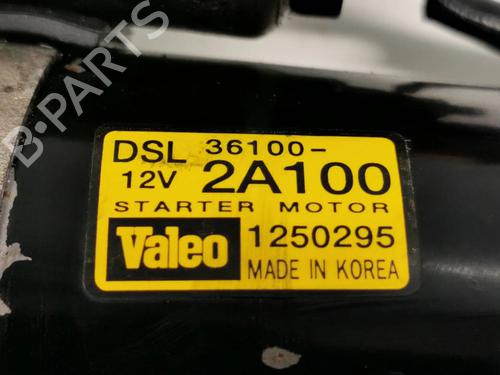 DSL 36100-
12V 2A100
STARTER MOTOR
Valeo 1250295
MADE IN KOREA
B-PARTS